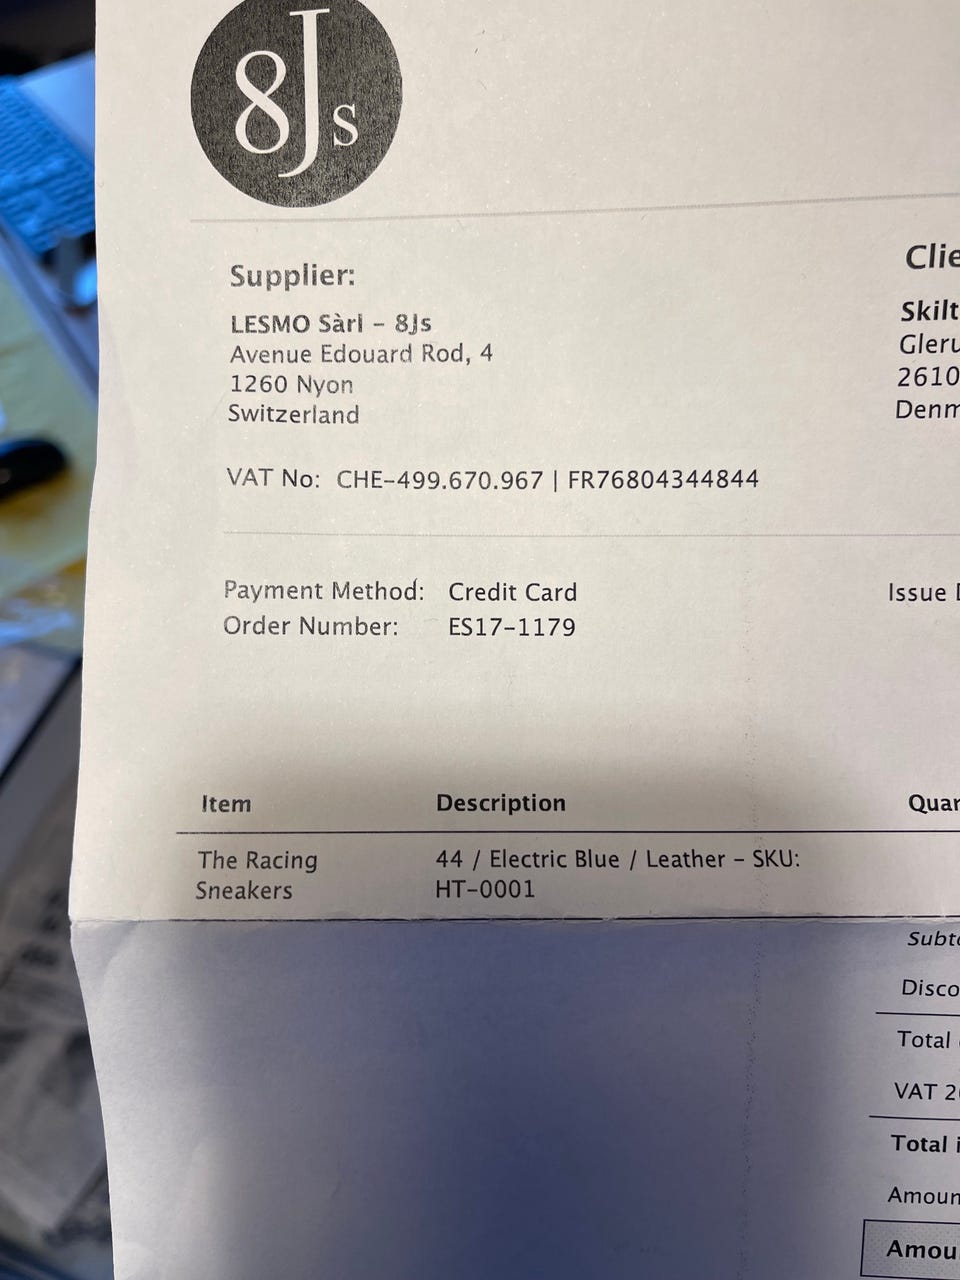 8Js
Supplier:
LESMO Sàrl – 8Js
Avenue Edouard Rod, 4
1260 Nyon
Switzerland
VAT No: CHE-499.670.967 | FR76804344844
Clie
Skilt
Gleru
2610
Denm
Payment Method: Credit Card
Order Number: ES17-1179
Issue D
Item Description Quan
The Racing Sneakers
44 / Electric Blue / Leather – SKU:
HT-0001
Subto
Disco
Total
VAT 20
Total i
Amoun
Amou